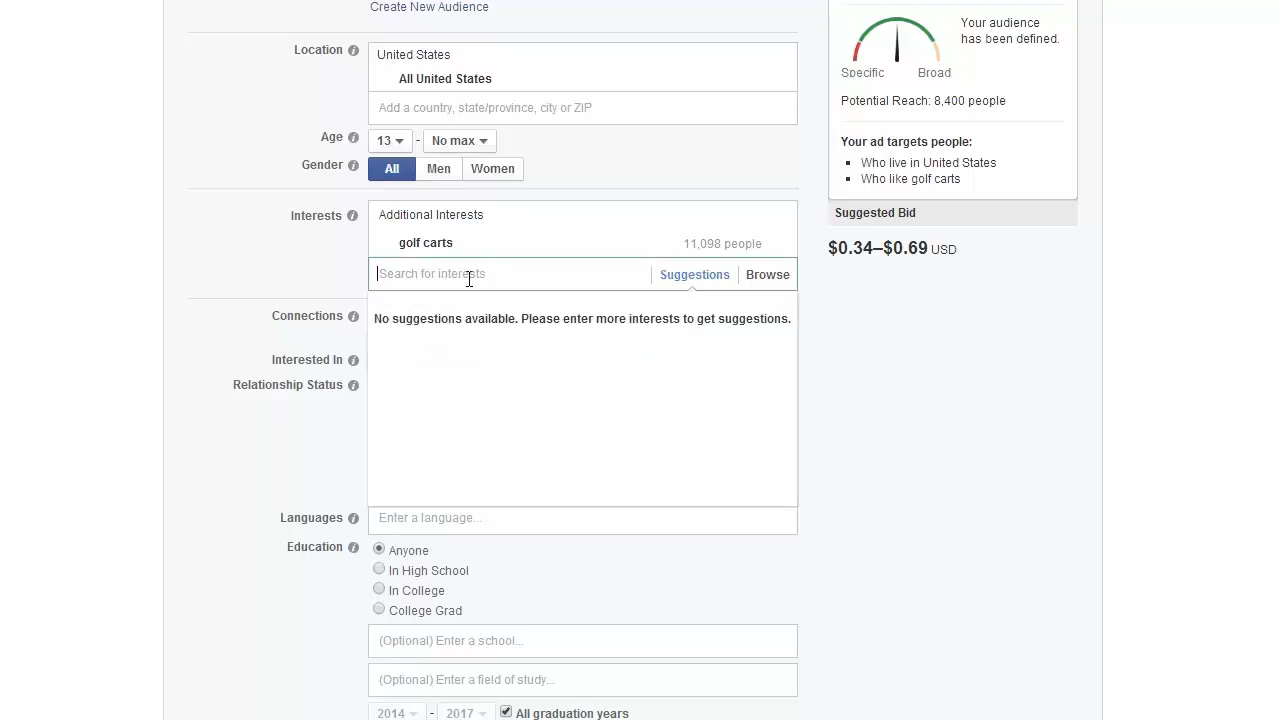 Create New Audience
Location
United States
All United States
Add a country, state/province, city or ZIP
Age
13 - No max
Gender
All Men Women
Interests
Additional Interests
golf carts 11,098 people
Search for interests Suggestions Browse
No suggestions available. Please enter more interests to get suggestions.
Connections
Interested In
Relationship Status
Languages
Enter a language...
Education
Anyone
In High School
In College
College Grad
(Optional) Enter a school...
(Optional) Enter a field of study...
2014 - 2017 All graduation years
Your audience
has been defined.
Specific Broad
Potential Reach: 8,400 people
Your ad targets people:
Who live in United States
Who like golf carts
Suggested Bid
$0.34–$0.69 USD